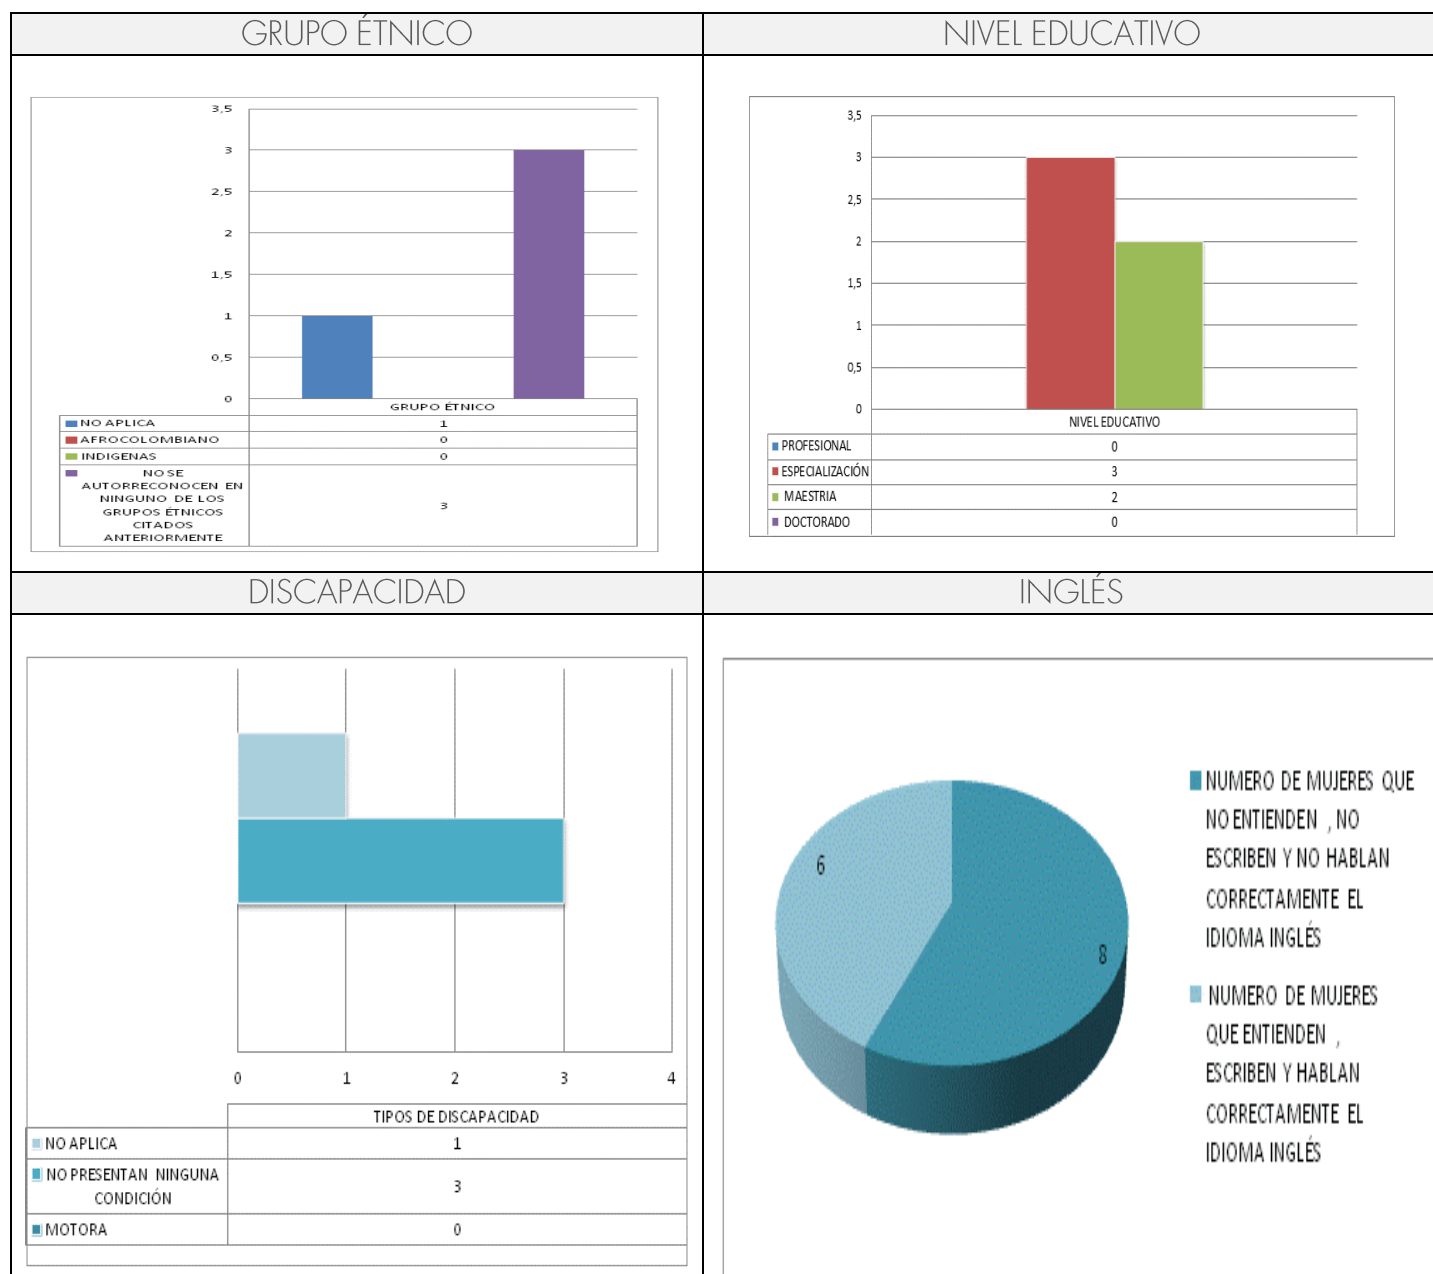 GRUPO ÉTNICO
3,5
3
2,5
2
1,5
1
0,5
0
GRUPO ÉTNICO
NO APLICA 1
AFROCOLOMBIANO 0
INDIGENAS 0
NO SE
AUTORRECONOCEN EN
NINGUNO DE LOS
GRUPOS ÉTNICOS
CITADOS
ANTERIORMENTE
3
NIVEL EDUCATIVO
3,5
3
2,5
2
1,5
1
0,5
0
NIVEL EDUCATIVO
PROFESIONAL 0
ESPECIALIZACIÓN 3
MAESTRIA 2
DOCTORADO 0
DISCAPACIDAD
0 1 2 3 4
TIPOS DE DISCAPACIDAD
NO APLICA 1
NO PRESENTAN NINGUNA
CONDICIÓN
3
MOTORA 0
INGLÉS
6
8
NUMERO DE MUJERES QUE
NO ENTIENDEN , NO
ESCRIBEN Y NO HABLAN
CORRECTAMENTE EL
IDIOMA INGLÉS
NUMERO DE MUJERES
QUE ENTIENDEN ,
ESCRIBEN Y HABLAN
CORRECTAMENTE EL
IDIOMA INGLÉS